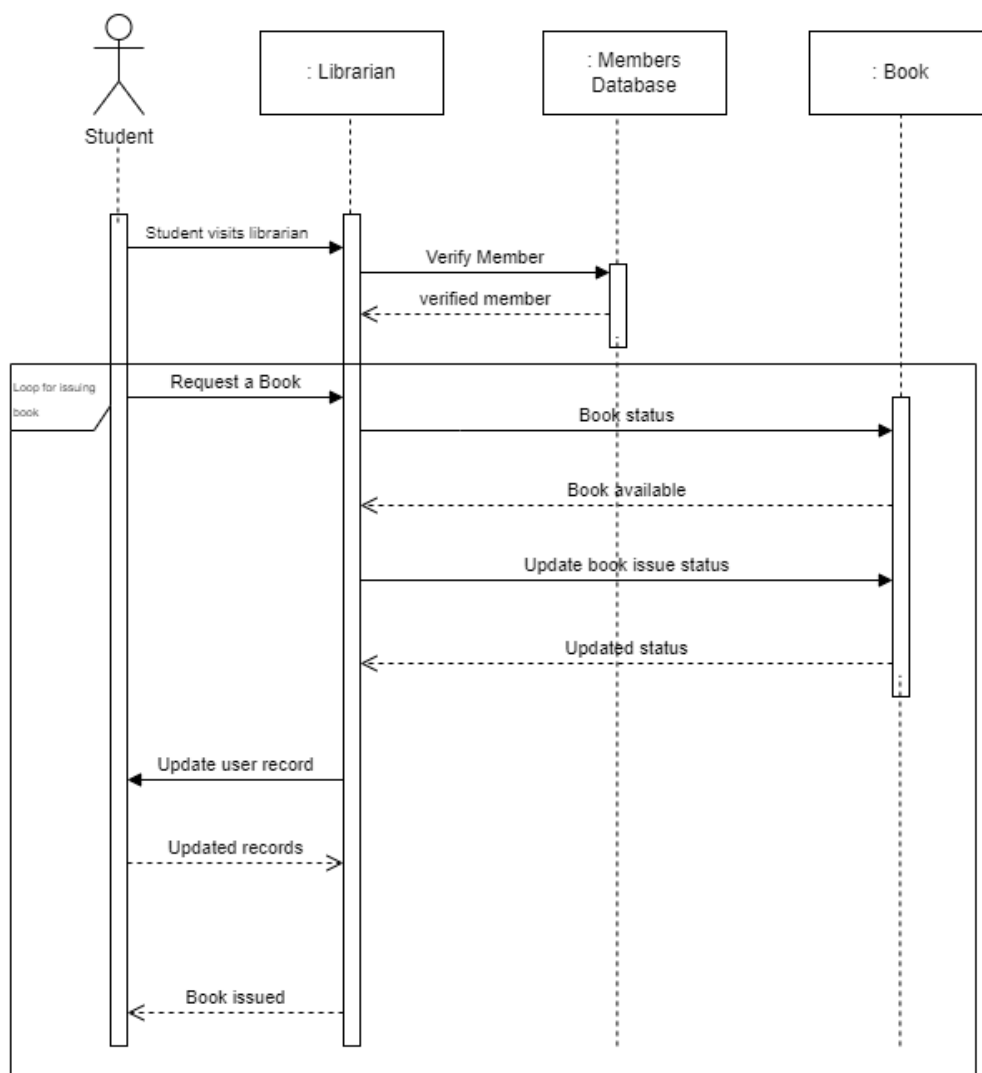 Student
: Librarian
: Members
Database
: Book
Student visits librarian
Verify Member
verified member
Loop for issuing
book
Request a Book
Book status
Book available
Update book issue status
Updated status
Update user record
Updated records
Book issued